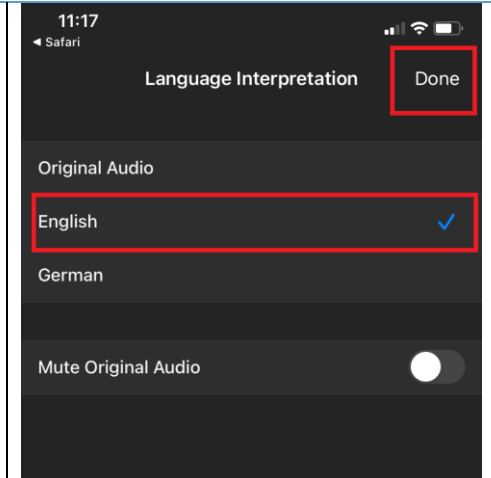 11:17
◀ Safari
Language Interpretation Done
Original Audio
English
German
Mute Original Audio